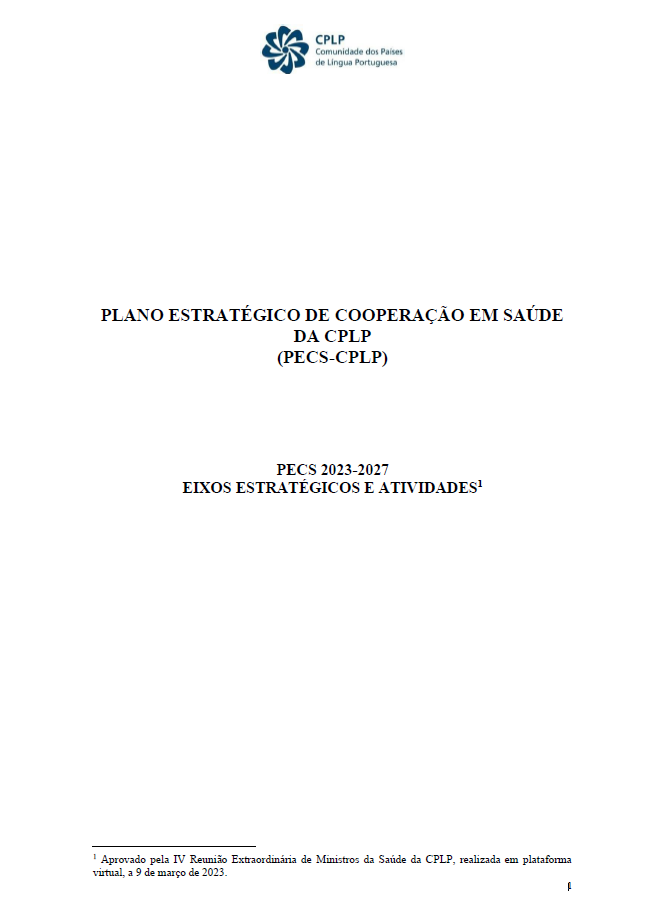 CPLP
Comunidade dos Países
de Língua Portuguesa
PLANO ESTRATÉGICO DE COOPERAÇÃO EM SAÚDE
DA CPLP
(PECS-CPLP)
PECS 2023-2027
EIXOS ESTRATÉGICOS E ATIVIDADES¹
¹ Aprovado pela IV Reunião Extraordinária de Ministros da Saúde da CPLP, realizada em plataforma
virtual, a 9 de março de 2023.